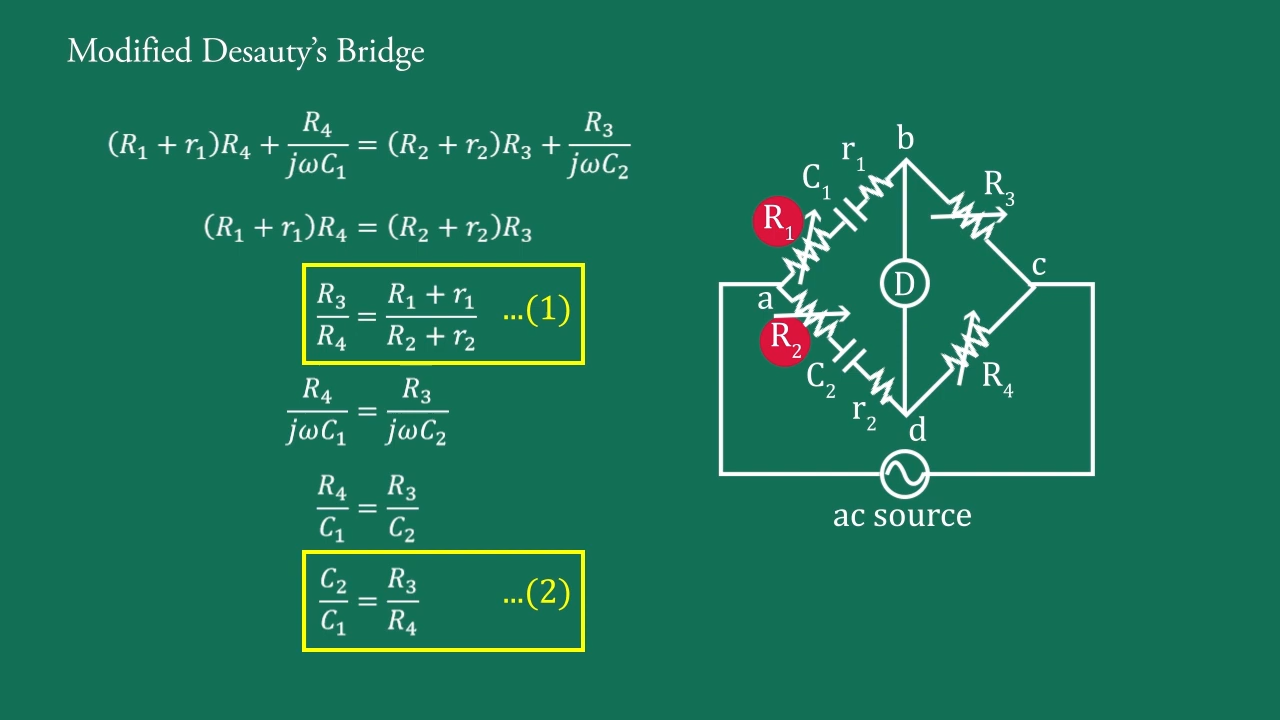 Modified Desauty's Bridge
(R₁ + r₁)R₄ + R₄/jωC₁ = (R₂ + r₂)R₃ + R₃/jωC₂
(R₁ + r₁)R₄ = (R₂ + r₂)R₃
R₃/R₄ = (R₁ + r₁)/(R₂ + r₂) ...(1)
R₄/jωC₁ = R₃/jωC₂
R₄/C₁ = R₃/C₂
C₂/C₁ = R₃/R₄ ...(2)
b
r₁
C₁
R₃
R₁
c
D
a
R₂
C₂
R₄
r₂
d
ac source